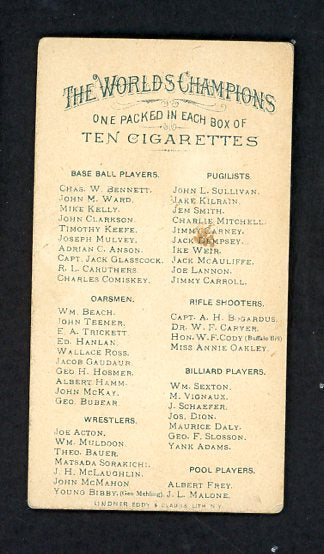 THE WORLD'S CHAMPIONS
ONE PACKED IN EACH BOX OF
TEN CIGARETTES
BASE BALL PLAYERS.
CHAS. W. BENNETT.
JOHN M. WARD.
MIKE KELLY.
JOHN CLARKSON.
TIMOTHY KEEFE.
JOSEPH MULVEY.
ADRIAN C. ANSON.
CAPT. JACK GLASSCOCK.
R. L. CARUTHERS
CHARLES COMISKEY.
OARSMEN.
WM. BEACH.
JOHN TEEMER.
E. A. TRICKETT
ED. HANLAN.
WALLACE ROSS.
JACOB GAUDAUR.
GEO. H. HOSMER.
ALBERT HAMM.
JOHN MCKAY.
GEO. BUBEAR.
WRESTLERS.
JOE ACTON.
WM. MULDOON.
THEO. BAUER.
MATSADA SORAKICHI.
J. H. MCLAUGHLIN.
JOHN MCMAHON.
YOUNG BIBBY, (Geo. Mehling).
PUGILISTS.
JOHN L. SULLIVAN.
JAKE KILRAIN.
JEM SMITH.
CHARLIE MITCHELL.
JIMMY CARNEY.
JACK DEMPSEY.
IKE WEIR.
JACK MCAULIFFE.
JOE LANNON.
JIMMY CARROLL.
RIFLE SHOOTERS.
CAPT. A. H. BOGARDUS.
DR. W. F. CARVER.
HON. W. F. CODY (Buffalo Bill)
MISS ANNIE OAKLEY.
BILLIARD PLAYERS.
WM. SEXTON.
M. VIGNAUX.
J. SCHAEFER.
JOS. DION.
MAURICE DALY.
GEO. F. SLOSSON.
YANK ADAMS.
POOL PLAYERS.
ALBERT FREY.
J. L. MALONE.
LINDNER, EDDY & CLAUSS, LITH. N.Y.